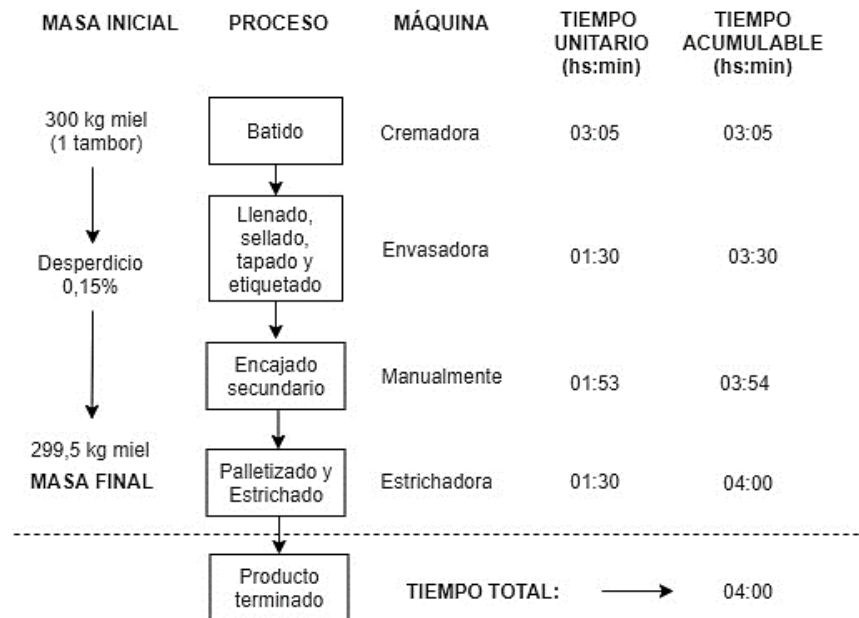 MASA INICIAL PROCESO MÁQUINA TIEMPO UNITARIO (hs:min) TIEMPO ACUMULABLE (hs:min)
300 kg miel
(1 tambor)
Batido
Cremadora
03:05
03:05
Desperdicio
0,15%
Llenado,
sellado,
tapado y
etiquetado
Envasadora
01:30
03:30
Encajado
secundario
Manualmente
01:53
03:54
299,5 kg miel
MASA FINAL
Palletizado y
Estrichado
Estrichadora
01:30
04:00
Producto
terminado
TIEMPO TOTAL:
04:00